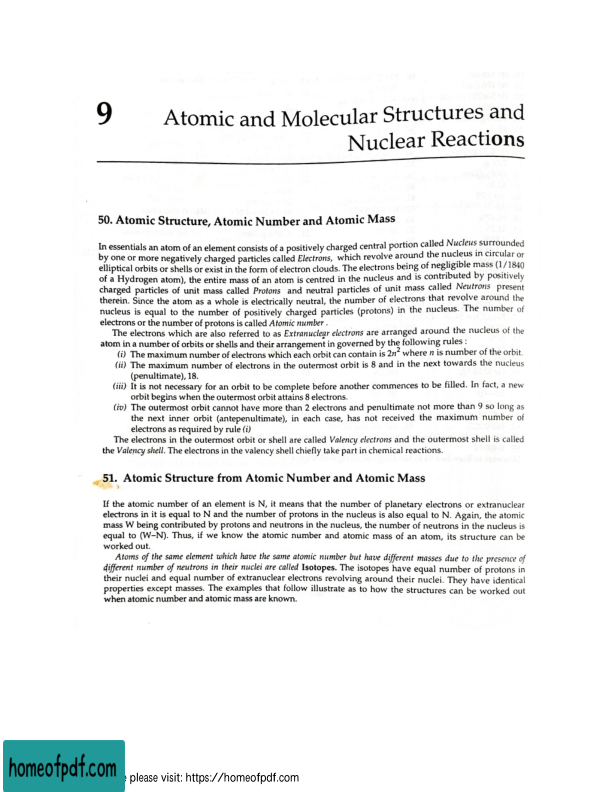 9
Atomic and Molecular Structures and
Nuclear Reactions
50. Atomic Structure, Atomic Number and Atomic Mass
In essentials an atom of an element consists of a positively charged central portion called Nucleus surrounded
by one or more negatively charged particles called Electrons, which revolve around the nucleus in circular or
elliptical orbits or shells or exist in the form of electron clouds. The electrons being of negligible mass (1/1840
of a Hydrogen atom), the entire mass of an atom is centred in the nucleus and is contributed by positively
charged particles of unit mass called Protons and neutral particles of unit mass called Neutrons present
therein. Since the atom as a whole is electrically neutral, the number of electrons that revolve around the
nucleus is equal to the number of positively charged particles (protons) in the nucleus. The number of
electrons or the number of protons is called Atomic number .
The electrons which are also referred to as Extranuclear electrons are arranged around the nucleus of the
atom in a number of orbits or shells and their arrangement in governed by the following rules :
(i) The maximum number of electrons which each orbit can contain is 2n² where n is number of the orbit.
(ii) The maximum number of electrons in the outermost orbit is 8 and in the next towards the nucleus
(penultimate), 18.
(iii) It is not necessary for an orbit to be complete before another commences to be filled. In fact, a new
orbit begins when the outermost orbit attains 8 electrons.
(iv) The outermost orbit cannot have more than 2 electrons and penultimate not more than 9 so long as
the next inner orbit (antepenultimate), in each case, has not received the maximum number of
electrons as required by rule (i)
The electrons in the outermost orbit or shell are called Valency electrons and the outermost shell is called
the Valency shell. The electrons in the valency shell chiefly take part in chemical reactions.
51. Atomic Structure from Atomic Number and Atomic Mass
If the atomic number of an element is N, it means that the number of planetary electrons or extranuclear
electrons in it is equal to N and the number of protons in the nucleus is also equal to N. Again, the atomic
mass W being contributed by protons and neutrons in the nucleus, the number of neutrons in the nucleus is
equal to (W–N). Thus, if we know the atomic number and atomic mass of an atom, its structure can be
worked out.
Atoms of the same element which have the same atomic number but have different masses due to the presence of
different number of neutrons in their nuclei are called Isotopes. The isotopes have equal number of protons in
their nuclei and equal number of extranuclear electrons revolving around their nuclei. They have identical
properties except masses. The examples that follow illustrate as to how the structures can be worked out
when atomic number and atomic mass are known.
homeofpdf.com
please visit: https://homeofpdf.com